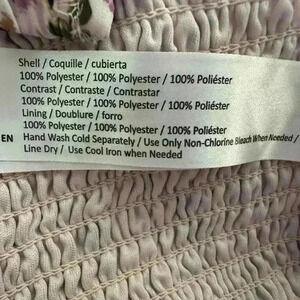 Shell / Coquille / cubierta
100% Polyester / 100% Polyester / 100% Poliéster
Contrast / Contraste / Contrastar
100% Polyester / 100% Polyester / 100% Poliéster
Lining / Doublure / forro
100% Polyester / 100% Polyester / 100% Poliéster
EN Hand Wash Cold Separately / Use Only Non-Chlorine Bleach When Needed /
Line Dry / Use Cool Iron when Needed